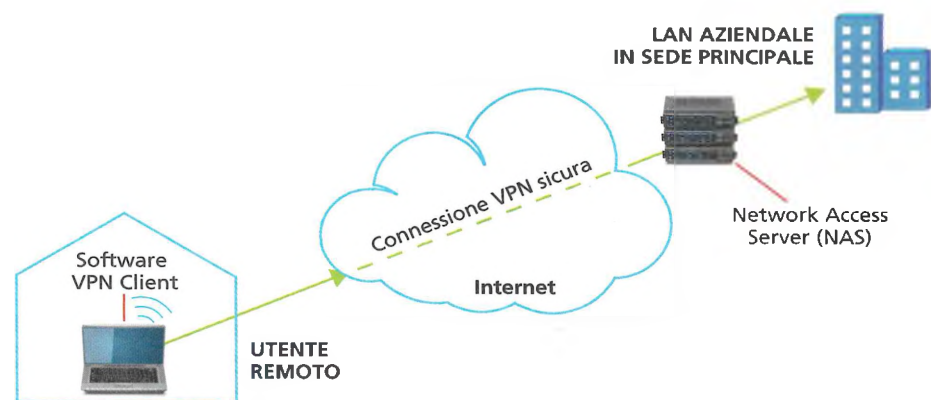 LAN AZIENDALE
IN SEDE PRINCIPALE
Connessione VPN sicura
Network Access
Server (NAS)
Software
VPN Client
Internet
UTENTE
REMOTO